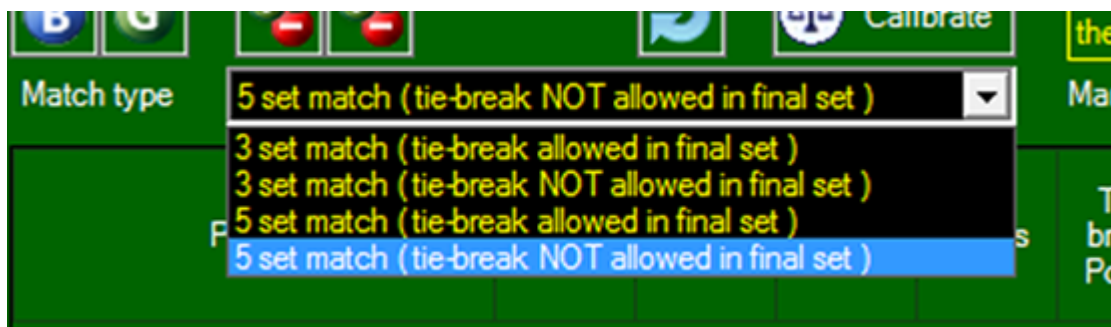 B G Calibrate
the
Match type 5 set match ( tie-break NOT allowed in final set )
3 set match ( tie-break allowed in final set )
3 set match ( tie-break NOT allowed in final set )
5 set match ( tie-break allowed in final set )
5 set match ( tie-break NOT allowed in final set )